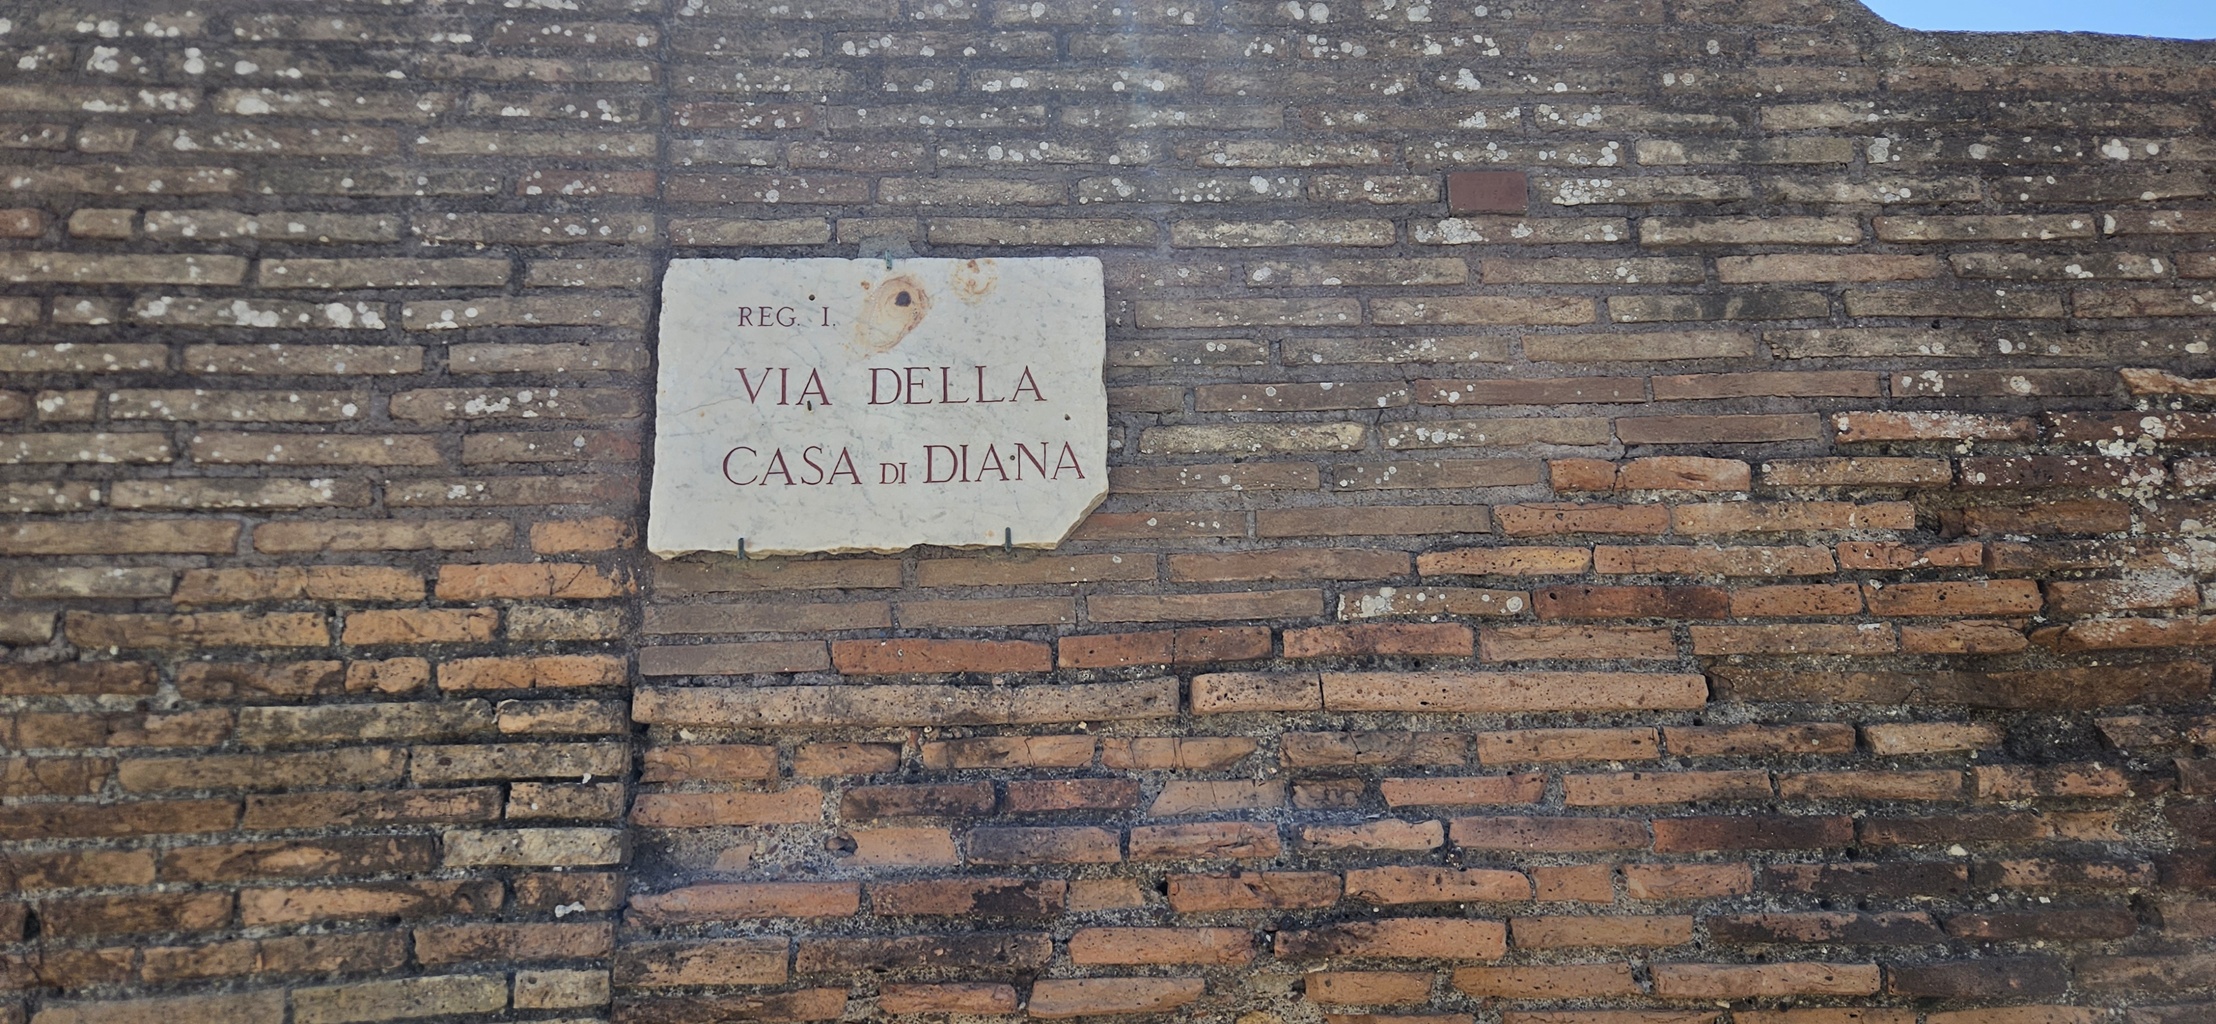 REG. I.
VIA DELLA
CASA DI DIANA